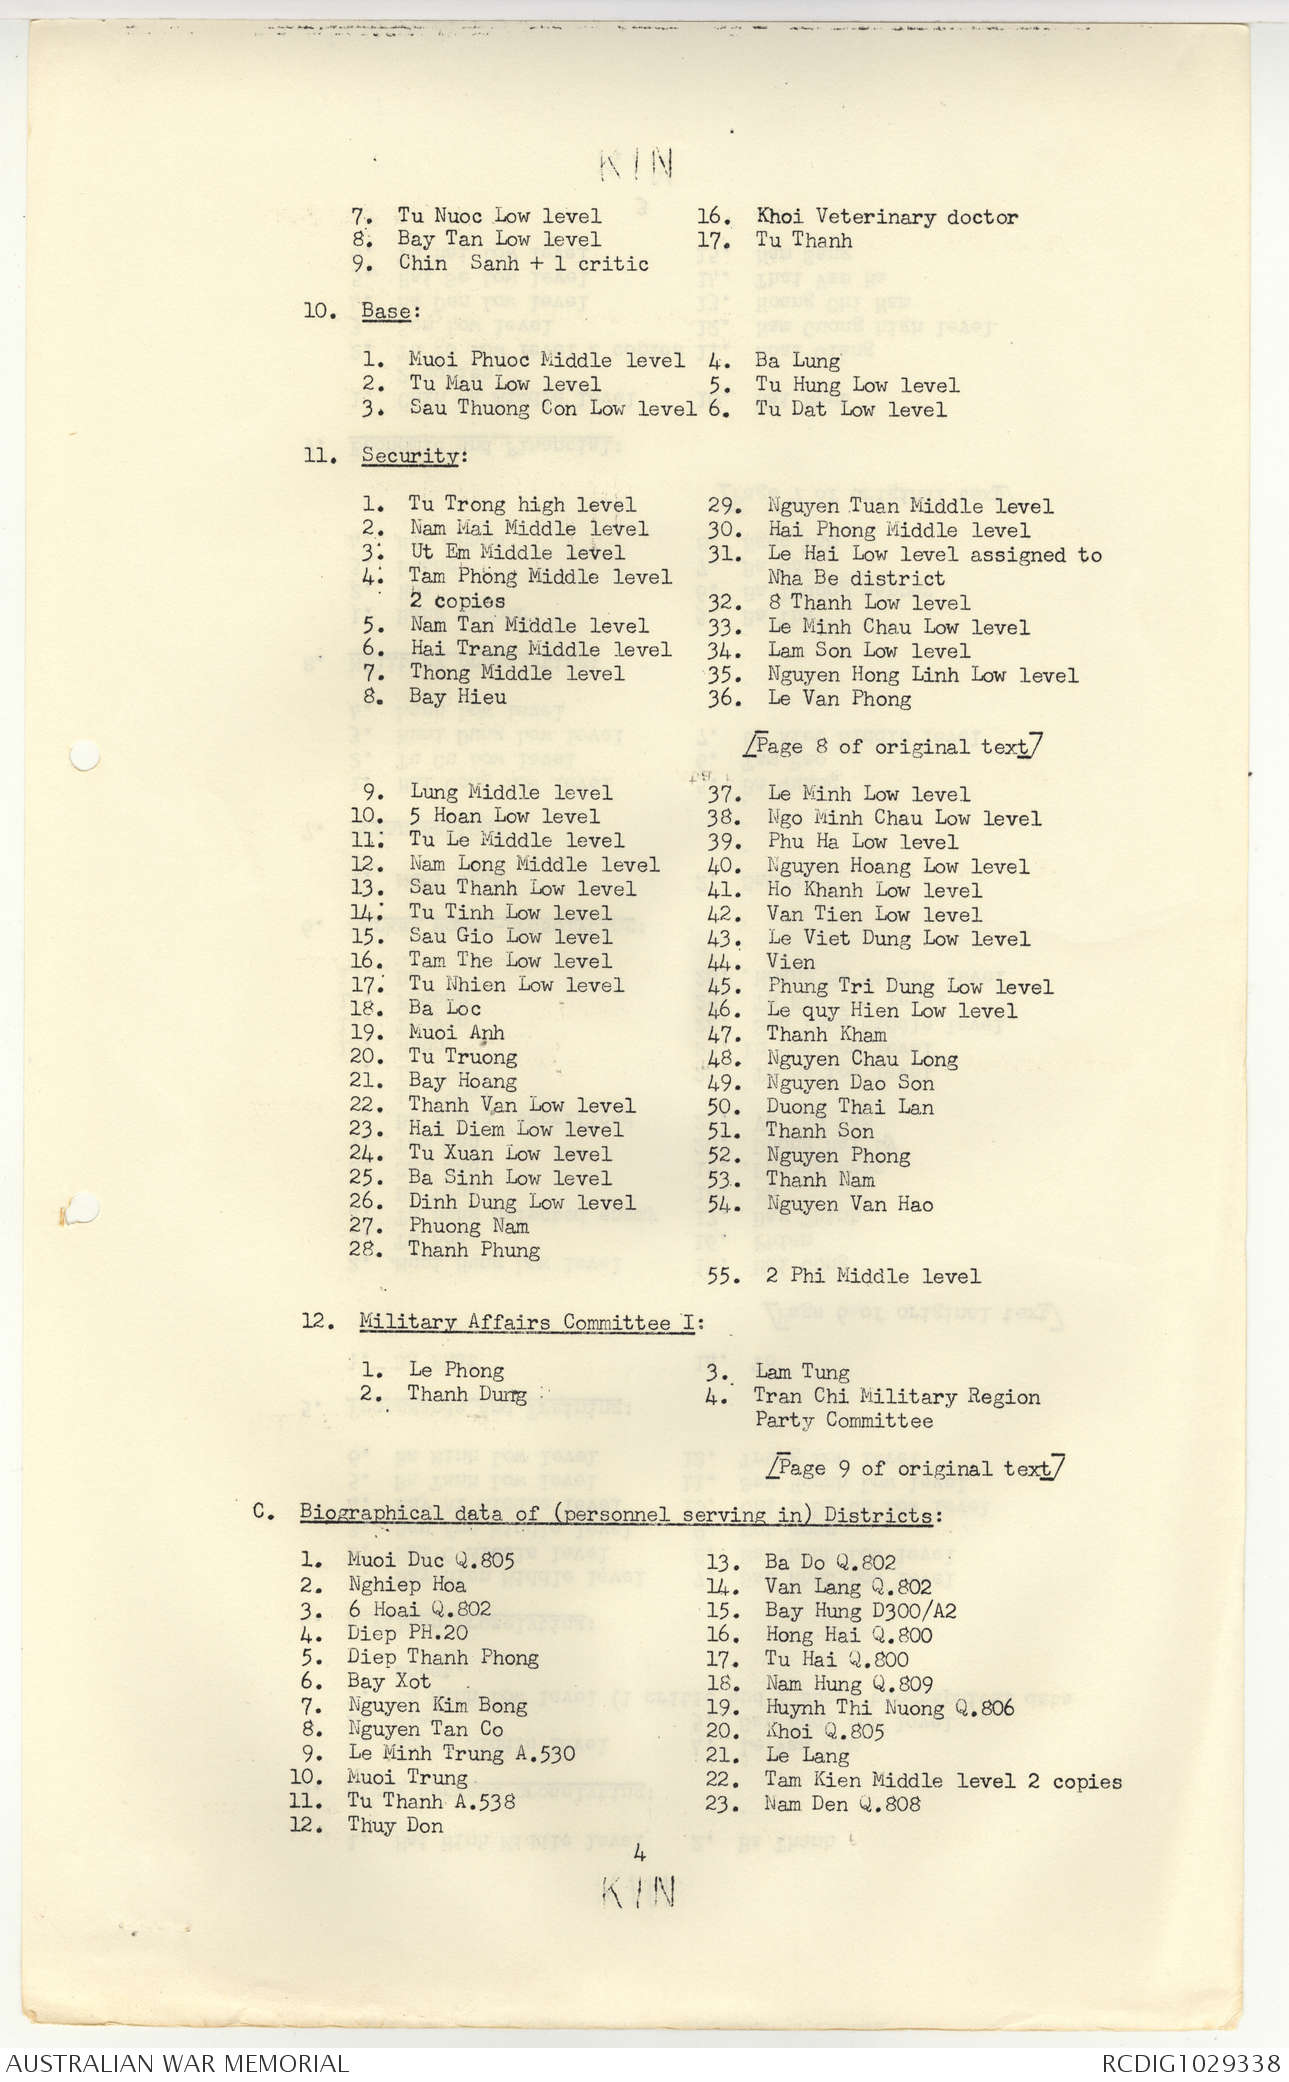 KIN
7. Tu Nuoc Low level 16. Khoi Veterinary doctor
8. Bay Tan Low level 17. Tu Thanh
9. Chin Sanh + 1 critic
10. Base:
1. Muoi Phuoc Middle level 4. Ba Lung
2. Tu Mau Low level 5. Tu Hung Low level
3. Sau Thuong Con Low level 6. Tu Dat Low level
11. Security:
1. Tu Trong high level 29. Nguyen Tuan Middle level
2. Nam Mai Middle level 30. Hai Phong Middle level
3. Ut Em Middle level 31. Le Hai Low level assigned to
4. Tam Phong Middle level Nha Be district
2 copies 32. 8 Thanh Low level
5. Nam Tan Middle level 33. Le Minh Chau Low level
6. Hai Trang Middle level 34. Lam Son Low level
7. Thong Middle level 35. Nguyen Hong Linh Low level
8. Bay Hieu 36. Le Van Phong
[Page 8 of original text]
9. Lung Middle level 37. Le Minh Low level
10. 5 Hoan Low level 38. Ngo Minh Chau Low level
11. Tu Le Middle level 39. Phu Ha Low level
12. Nam Long Middle level 40. Nguyen Hoang Low level
13. Sau Thanh Low level 41. Ho Khanh Low level
14. Tu Tinh Low level 42. Van Tien Low level
15. Sau Gio Low level 43. Le Viet Dung Low level
16. Tam The Low level 44. Vien
17. Tu Nhien Low level 45. Phung Tri Dung Low level
18. Ba Loc 46. Le quy Hien Low level
19. Muoi Anh 47. Thanh Kham
20. Tu Truong 48. Nguyen Chau Long
21. Bay Hoang 49. Nguyen Dao Son
22. Thanh Van Low level 50. Duong Thai Lan
23. Hai Diem Low level 51. Thanh Son
24. Tu Xuan Low level 52. Nguyen Phong
25. Ba Sinh Low level 53. Thanh Nam
26. Dinh Dung Low level 54. Nguyen Van Hao
27. Phuong Nam
28. Thanh Phung
55. 2 Phi Middle level
12. Military Affairs Committee I:
1. Le Phong 3. Lam Tung
2. Thanh Dung 4. Tran Chi Military Region
Party Committee
[Page 9 of original text]
C. Biographical data of (personnel serving in) Districts:
1. Muoi Duc Q.805 13. Ba Do Q.802
2. Nghiep Hoa 14. Van Lang Q.802
3. 6 Hoai Q.802 15. Bay Hung D300/A2
4. Diep PH.20 16. Hong Hai Q.800
5. Diep Thanh Phong 17. Tu Hai Q.800
6. Bay Xot 18. Nam Hung Q.809
7. Nguyen Kim Bong 19. Huynh Thi Nuong Q.806
8. Nguyen Tan Co 20. Khoi Q.805
9. Le Minh Trung A.530 21. Le Lang
10. Muoi Trung 22. Tam Kien Middle level 2 copies
11. Tu Thanh A.538 23. Nam Den Q.808
12. Thuy Don
4
KIN
AUSTRALIAN WAR MEMORIAL RCDIG1029338